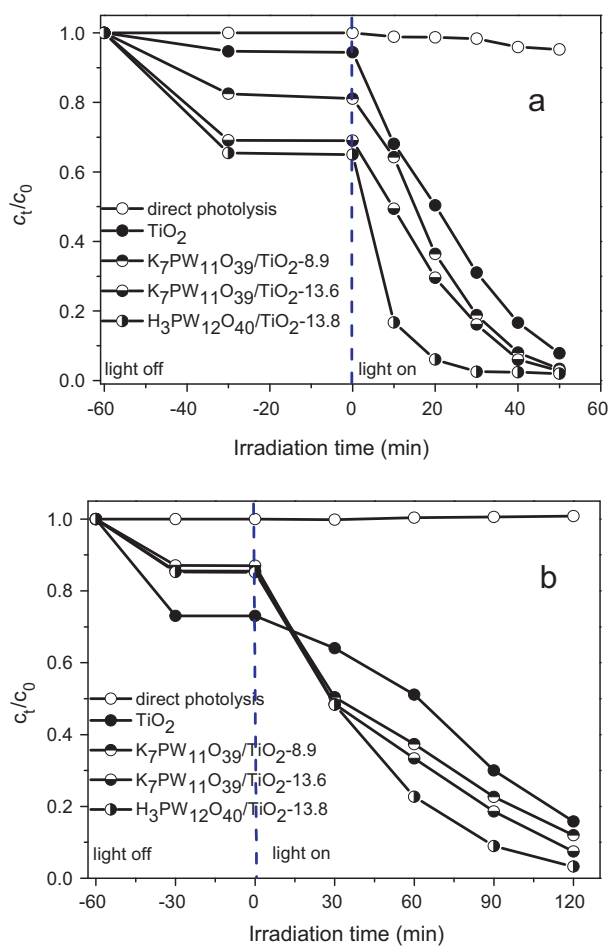 1.0
0.8
0.6
0.4
0.2
0.0
cₜ/c₀
a
direct photolysis
TiO₂
K₇PW₁₁O₃₉/TiO₂-8.9
K₇PW₁₁O₃₉/TiO₂-13.6
H₃PW₁₂O₄₀/TiO₂-13.8
light off light on
-60 -40 -20 0 20 40 60
Irradiation time (min)
1.0
0.8
0.6
0.4
0.2
0.0
cₜ/c₀
b
direct photolysis
TiO₂
K₇PW₁₁O₃₉/TiO₂-8.9
K₇PW₁₁O₃₉/TiO₂-13.6
H₃PW₁₂O₄₀/TiO₂-13.8
light off light on
-60 -30 0 30 60 90 120
Irradiation time (min)